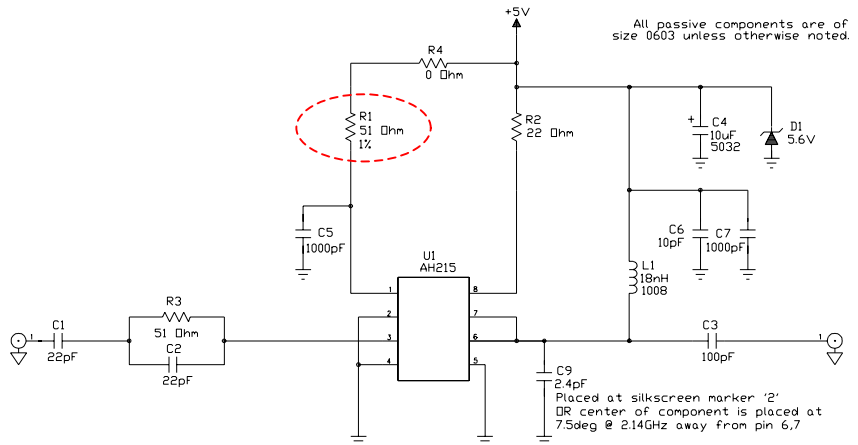 +5V
All passive components are of
size 0603 unless otherwise noted.
R4
0 Ohm
R1
51 Ohm
1%
R2
22 Ohm
+
C4
10uF
5032
D1
5.6V
C5
1000pF
C6
10pF
C7
1000pF
U1
AH215
L1
18nH
1008
1
8
2
7
3
6
4
5
R3
51 Ohm
1
C1
22pF
C2
22pF
C3
100pF
1
C9
2.4pF
Placed at silkscreen marker '2'
OR center of component is placed at
7.5deg @ 2.14GHz away from pin 6,7